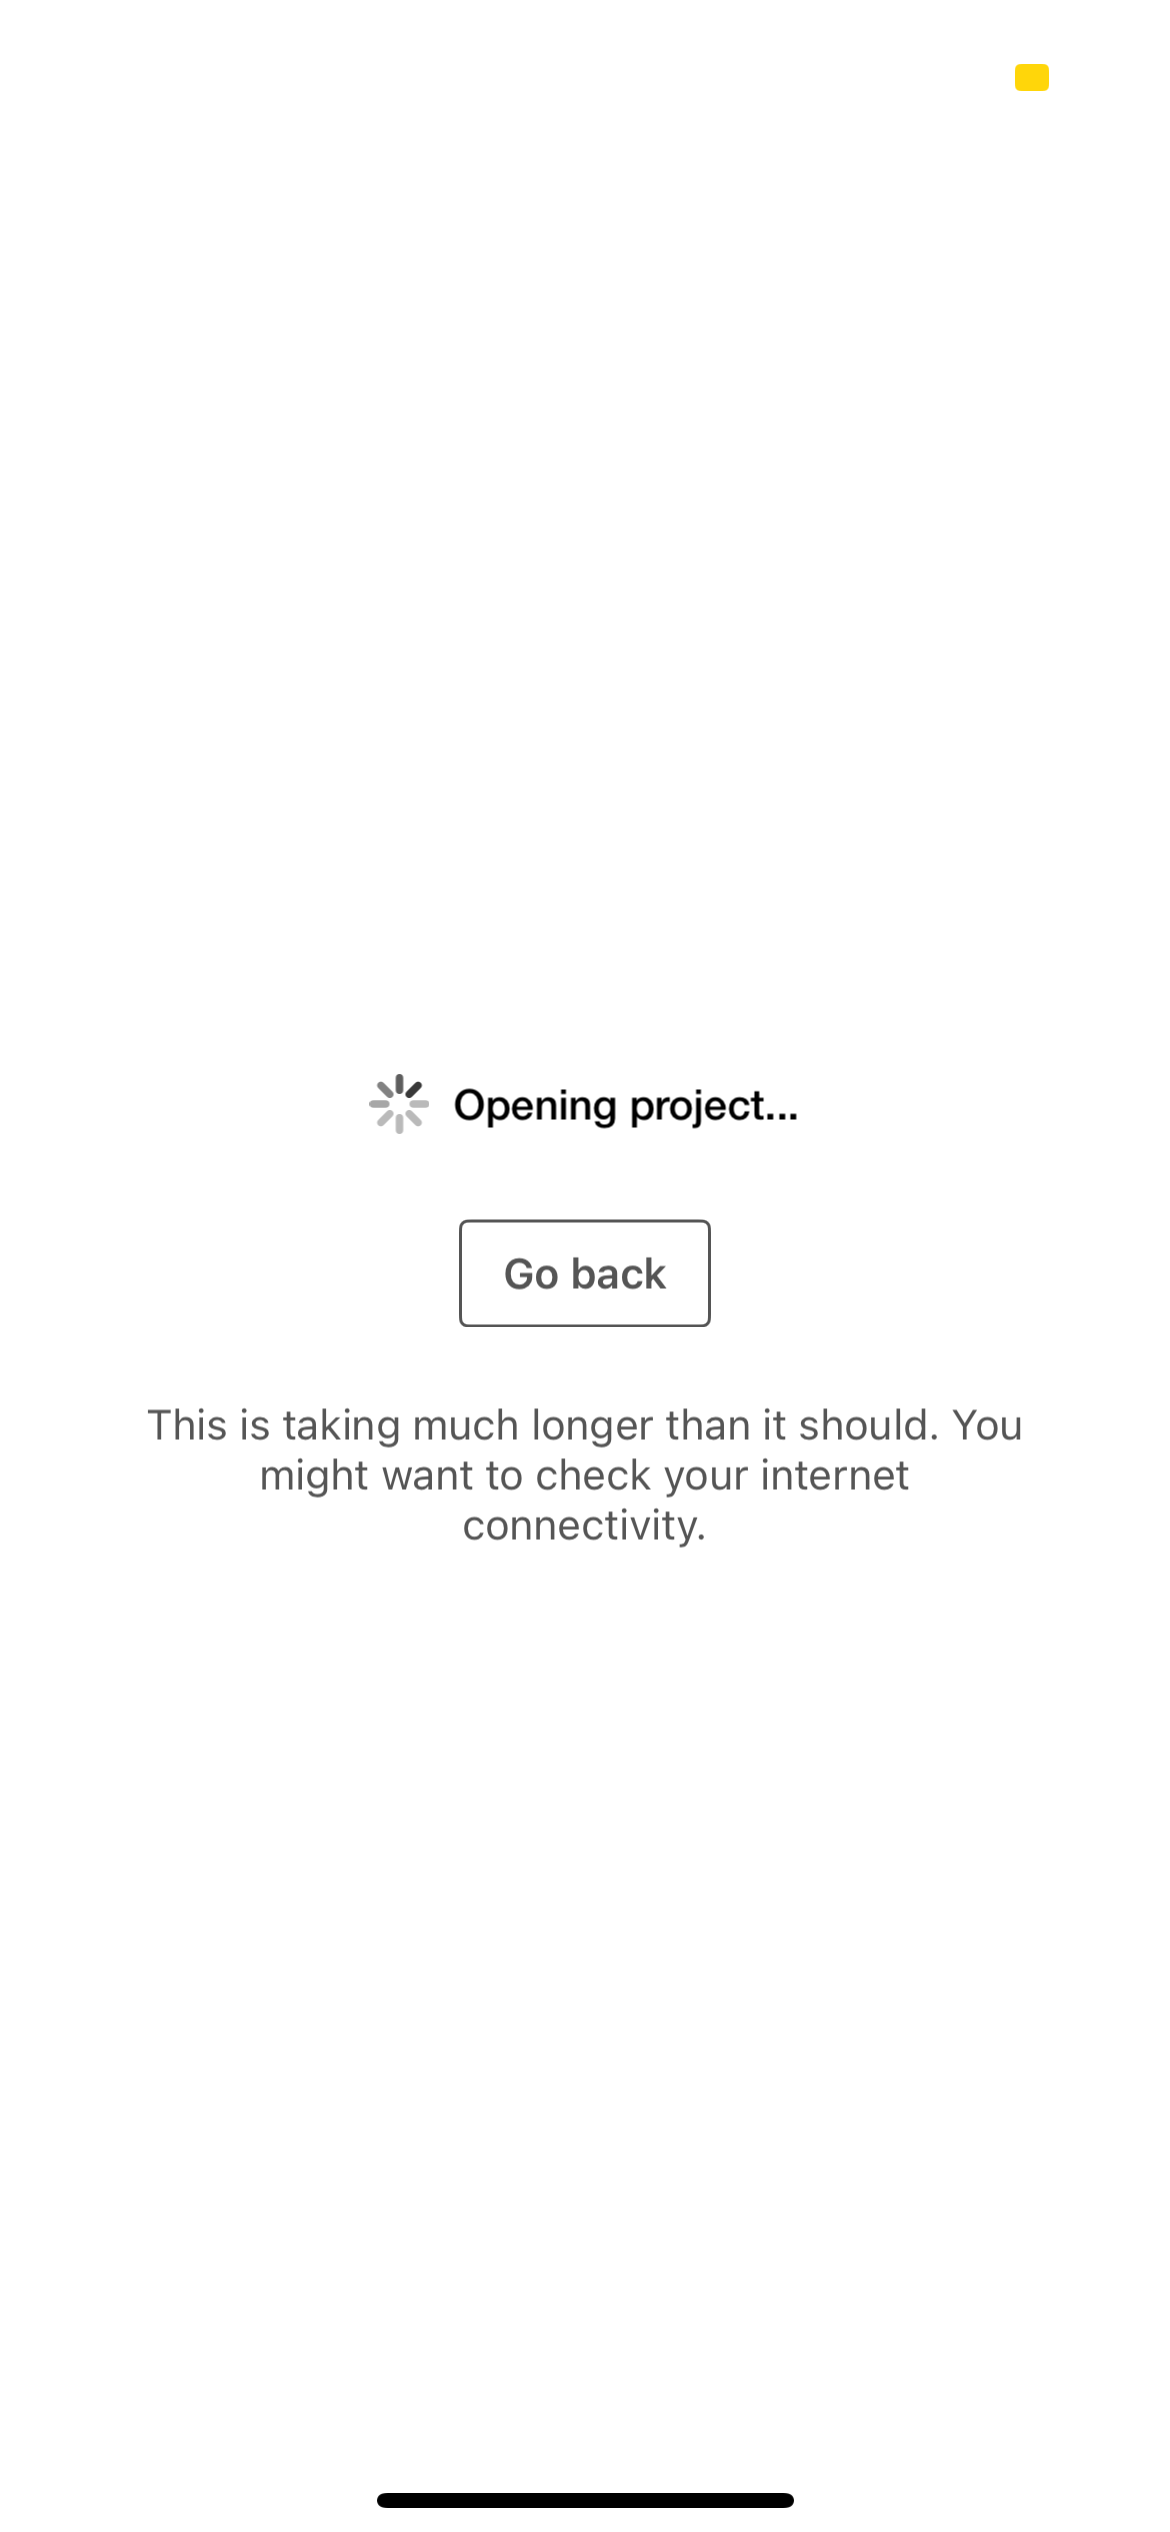 Opening project...
Go back
This is taking much longer than it should. You
might want to check your internet
connectivity.